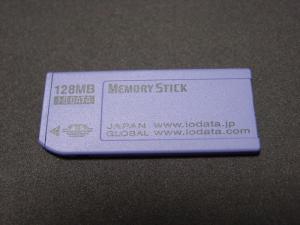 128MB
MEMORY STICK
I-O DATA
JAPAN www.iodata.jp
GLOBAL www.iodata.com